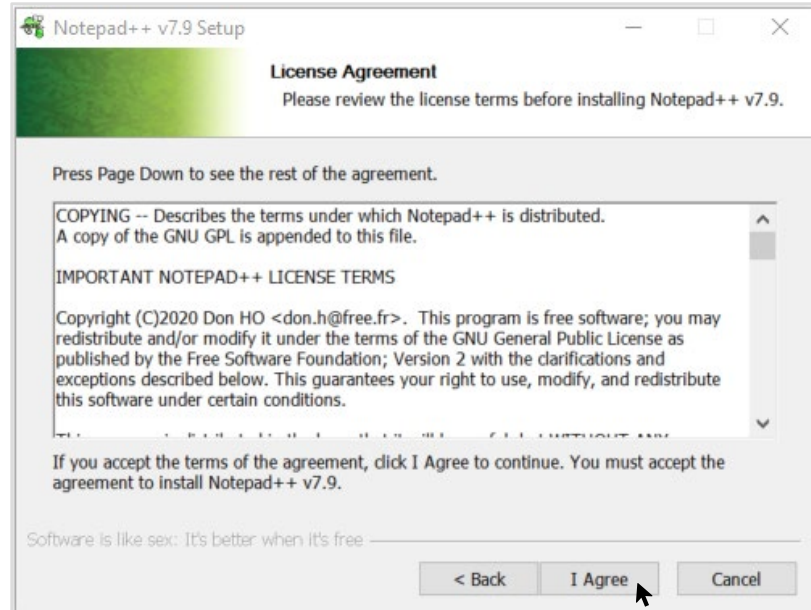 Notepad++ v7.9 Setup
License Agreement
Please review the license terms before installing Notepad++ v7.9.
Press Page Down to see the rest of the agreement.
COPYING -- Describes the terms under which Notepad++ is distributed.
A copy of the GNU GPL is appended to this file.
IMPORTANT NOTEPAD++ LICENSE TERMS
Copyright (C)2020 Don HO <don.h@free.fr>. This program is free software; you may
redistribute and/or modify it under the terms of the GNU General Public License as
published by the Free Software Foundation; Version 2 with the clarifications and
exceptions described below. This guarantees your right to use, modify, and redistribute
this software under certain conditions.
If you accept the terms of the agreement, click I Agree to continue. You must accept the
agreement to install Notepad++ v7.9.
Software is like sex: It's better when it's free
< Back I Agree Cancel